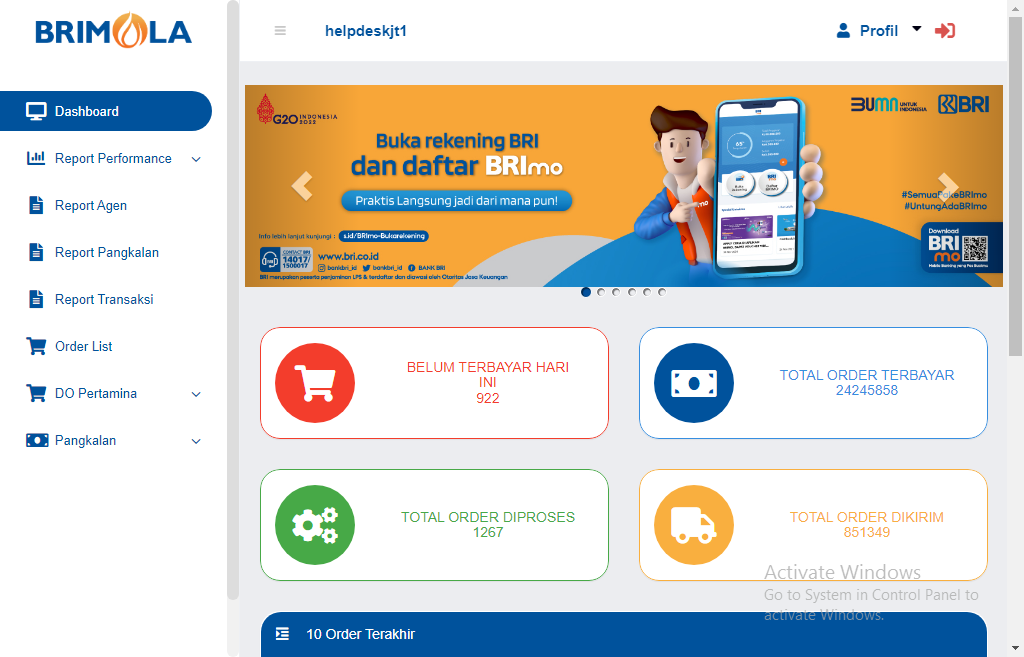 BRIMOLA
helpdeskjt1
Profil
Dashboard
Report Performance
Report Agen
Report Pangkalan
Report Transaksi
Order List
DO Pertamina
Pangkalan
G20 INDONESIA 2022
BUMN UNTUK INDONESIA
BRI
Buka rekening BRI
dan daftar BRImo
Praktis Langsung jadi dari mana pun!
Info lebih lanjut kunjungi :
s.id/BRImo-Bukarekening
CONTACT BRI
14017/
1500017
www.bri.co.id
bankbri_id
bankbri_id
BANK BRI
BRI merupakan peserta penjaminan LPS & terdaftar dan diawasi oleh Otoritas Jasa Keuangan
#SemuaPakeBRImo
#UntungAdaBRImo
Download
BRI
mo
BELUM TERBAYAR HARI
INI
922
TOTAL ORDER TERBAYAR
24245858
TOTAL ORDER DIPROSES
1267
TOTAL ORDER DIKIRIM
851349
Activate Windows
Go to System in Control Panel to
activate Windows.
10 Order Terakhir